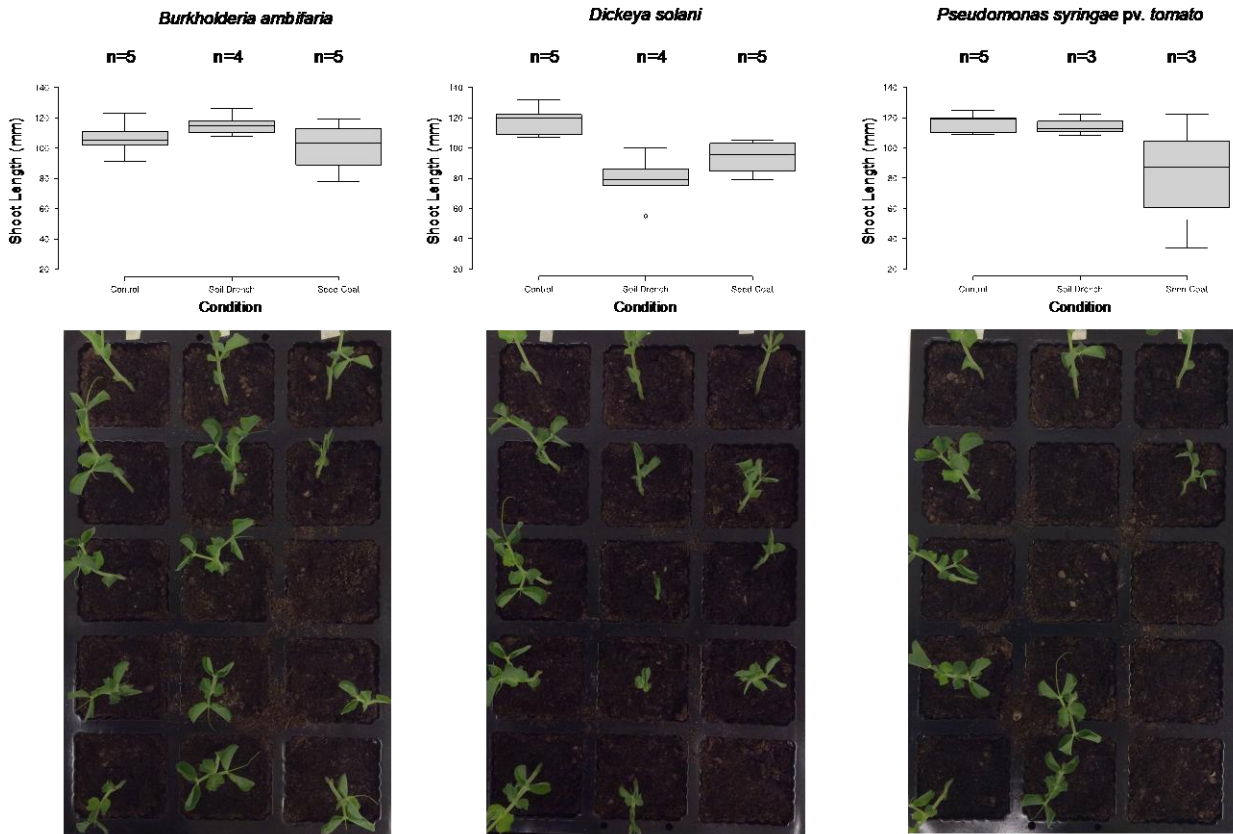 Burkholderia ambifaria
n=5 n=4 n=5
Shoot Length (mm)
140
120
100
80
60
40
20
Control Soil Drench Seed Coat
Condition
Dickeya solani
n=5 n=4 n=5
Shoot Length (mm)
140
120
100
80
60
40
20
Control Soil Drench Seed Coat
Condition
Pseudomonas syringae pv. tomato
n=5 n=3 n=3
Shoot Length (mm)
140
120
100
80
60
40
20
Control Soil Drench Seed Coat
Condition